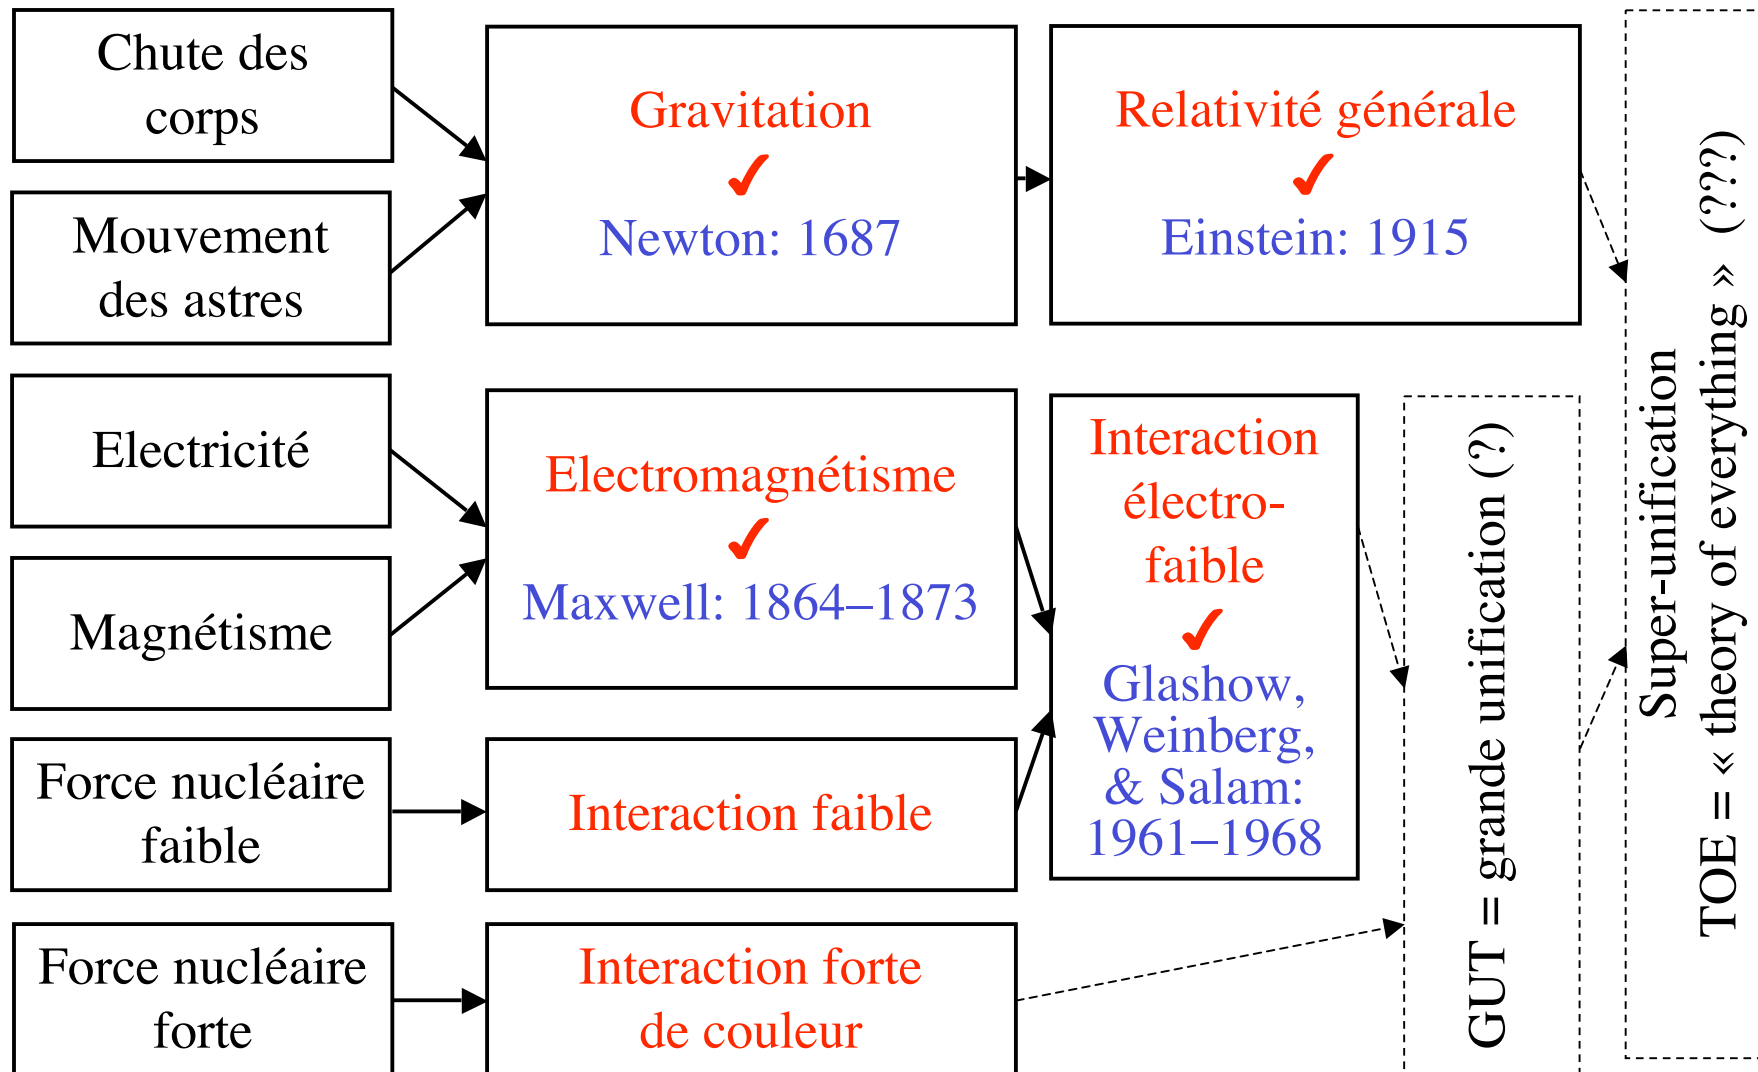 Chute des
corps
Mouvement
des astres
Gravitation
✓
Newton: 1687
Relativité générale
✓
Einstein: 1915
Electricité
Magnétisme
Electromagnétisme
✓
Maxwell: 1864–1873
Force nucléaire
faible
Interaction faible
Interaction
électro-
faible
✓
Glashow,
Weinberg,
& Salam:
1961–1968
Force nucléaire
forte
Interaction forte
de couleur
GUT = grande unification (?)
Super-unification
TOE = « theory of everything » (???)